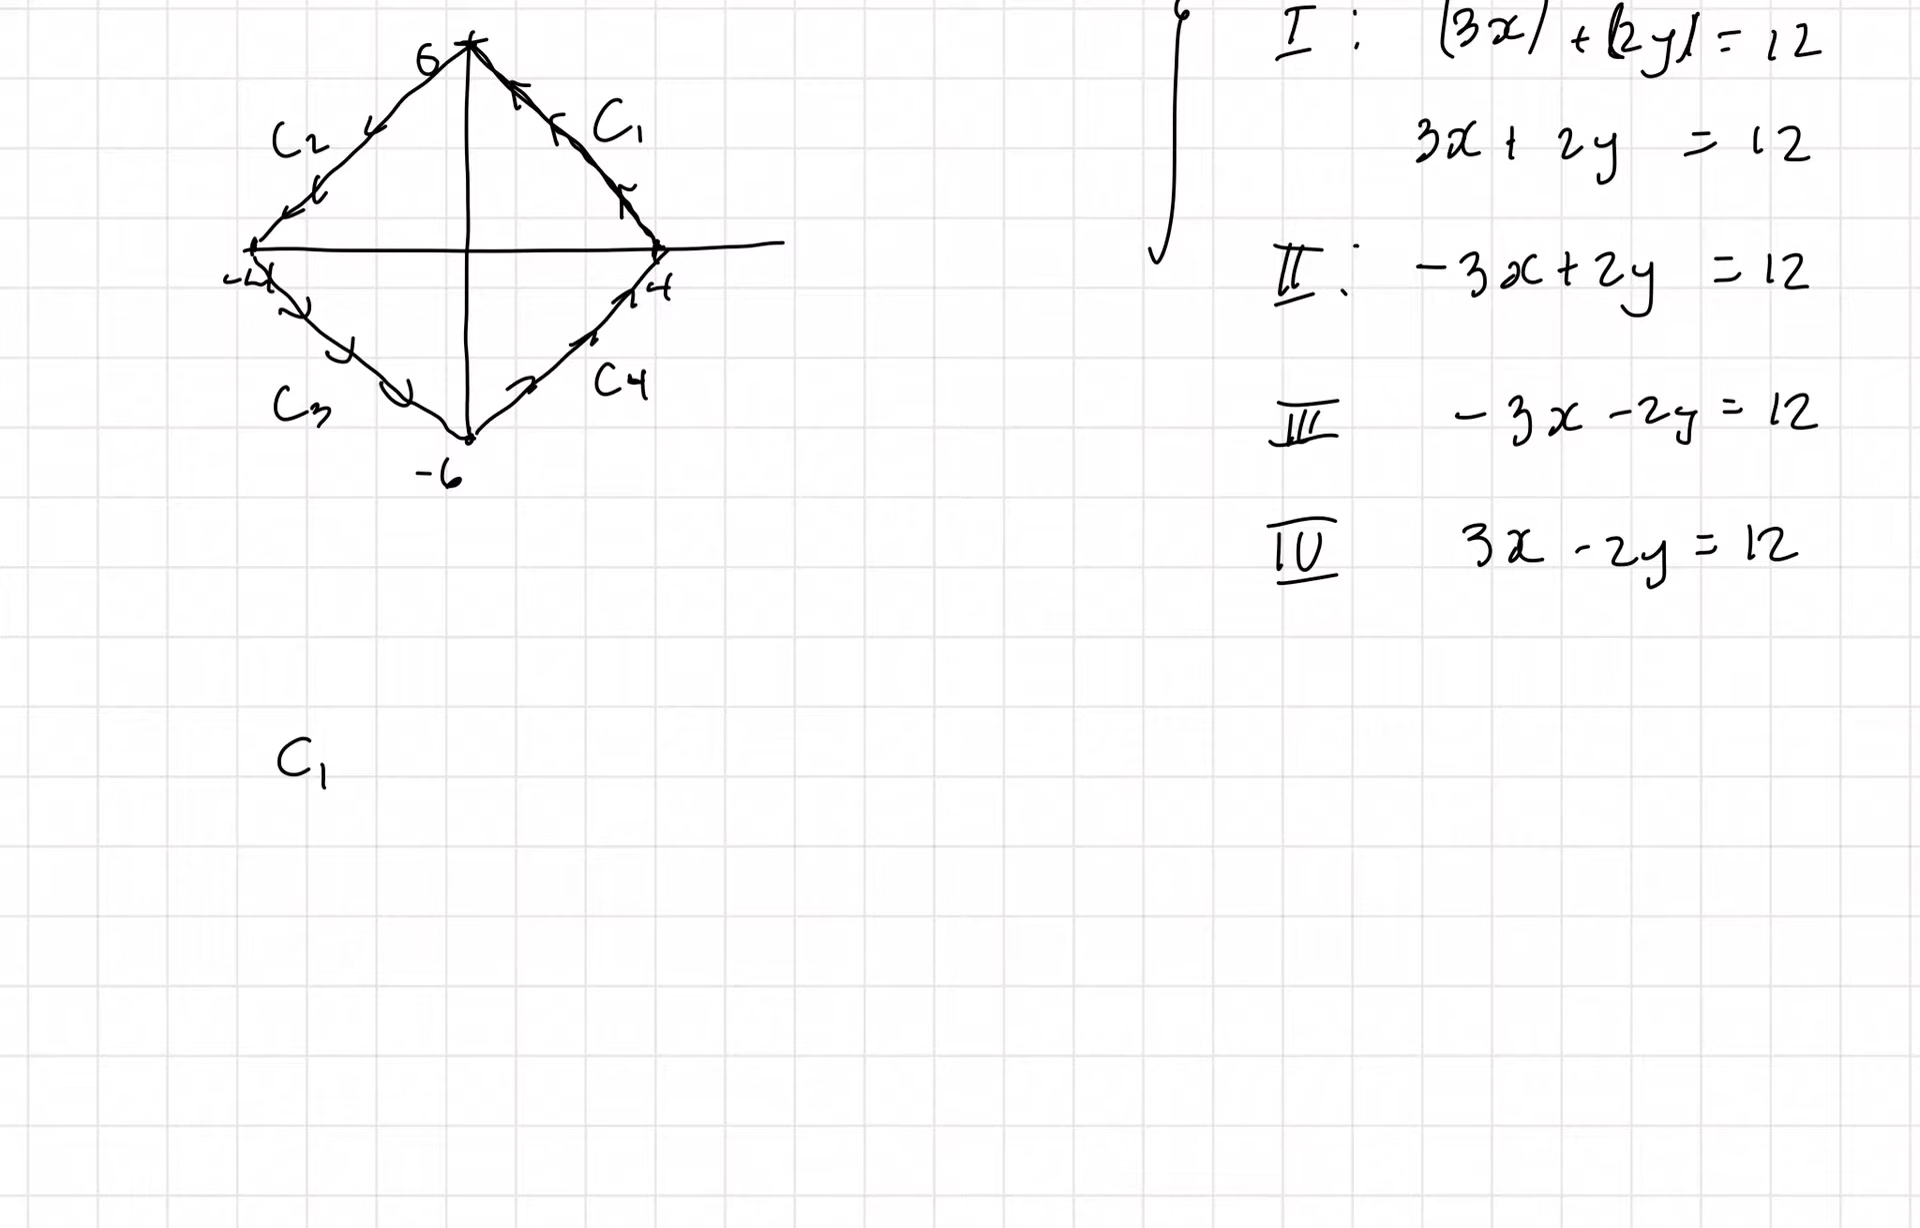 6
C₁
C₂
-4
4
C₃
C₄
-6
I : |3x| + |2y| = 12
3x + 2y = 12
II : -3x + 2y = 12
III -3x - 2y = 12
IV 3x - 2y = 12
C₁